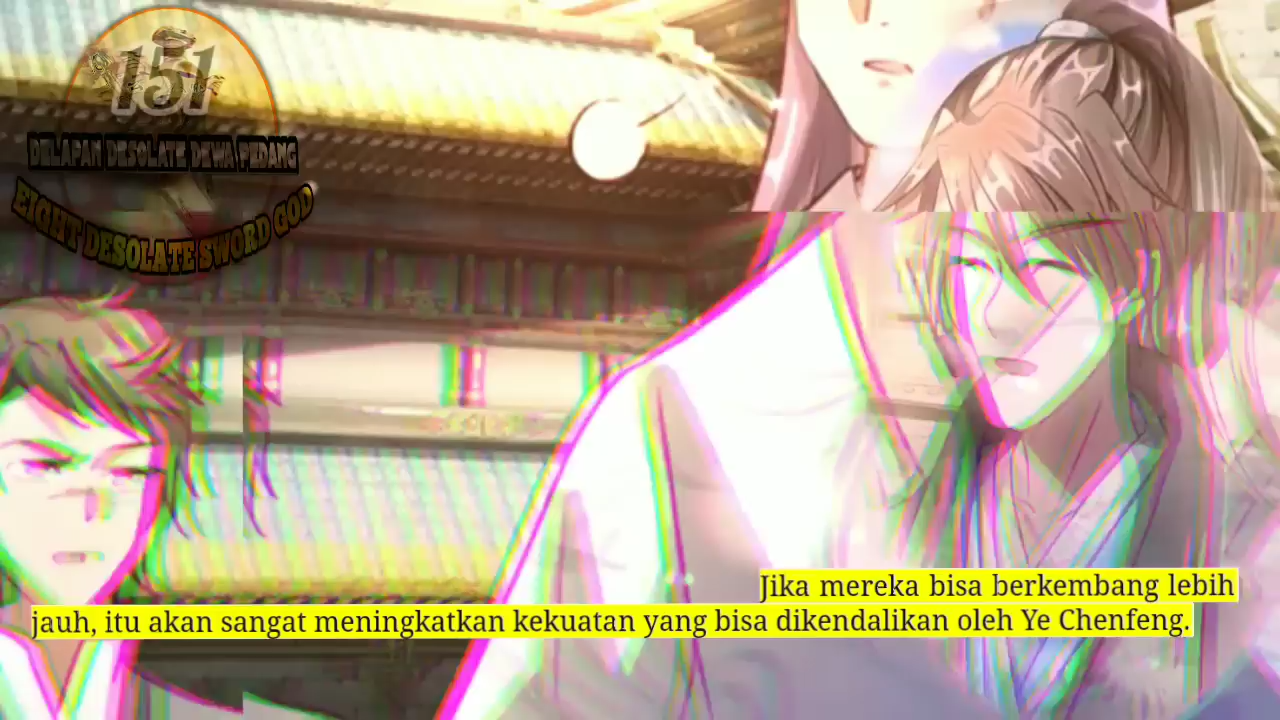 151
DELAPAN DESOLATE DEWA PEDANG
EIGHT DESOLATE SWORD GOD
Jika mereka bisa berkembang lebih
jauh, itu akan sangat meningkatkan kekuatan yang bisa dikendalikan oleh Ye Chenfeng.